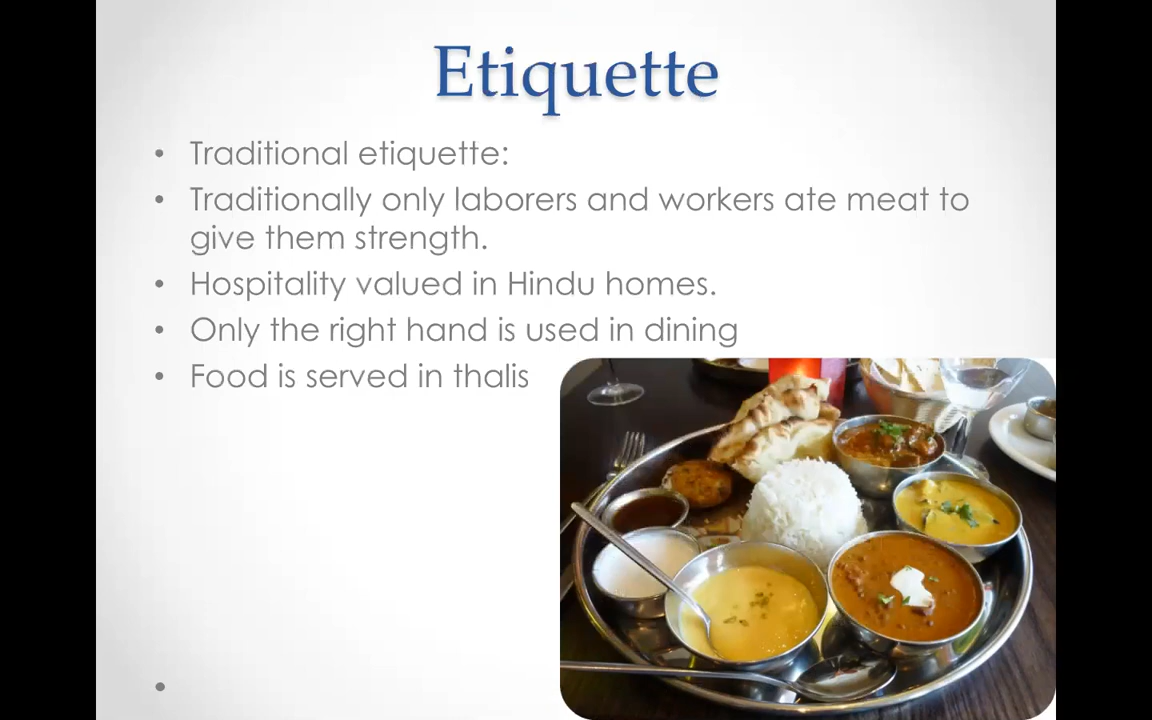 Etiquette
• Traditional etiquette:
• Traditionally only laborers and workers ate meat to
give them strength.
• Hospitality valued in Hindu homes.
• Only the right hand is used in dining
• Food is served in thalis
•